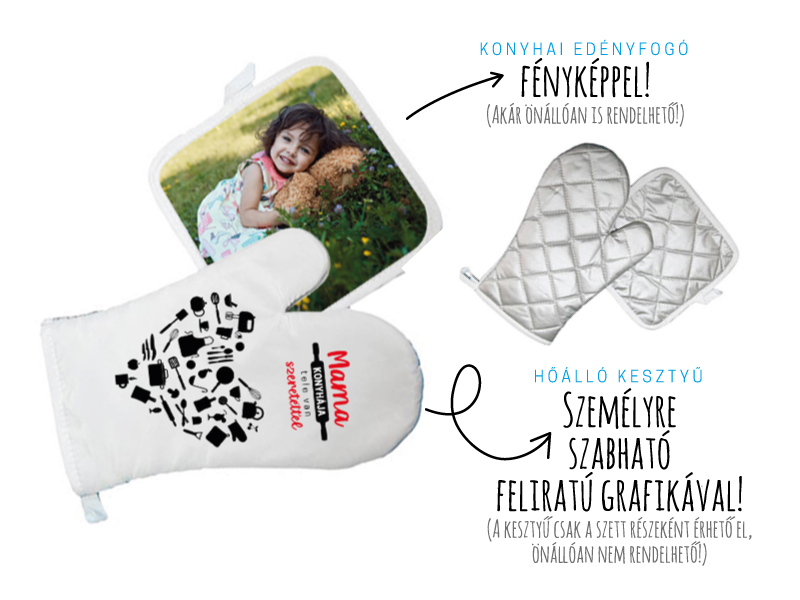 KONYHAI EDÉNYFOGÓ
FÉNYKÉPPEL!
(AKÁR ÖNÁLLÓAN IS RENDELHETŐ!)
HŐÁLLÓ KESZTYŰ
SZEMÉLYRE
SZABHATÓ
FELIRATÚ GRAFIKÁVAL!
(A KESZTYŰ CSAK A SZETT RÉSZEKÉNT ÉRHETŐ EL,
ÖNÁLLÓAN NEM RENDELHETŐ!)
Mama
KONYHÁJA
tele van
szeretettel